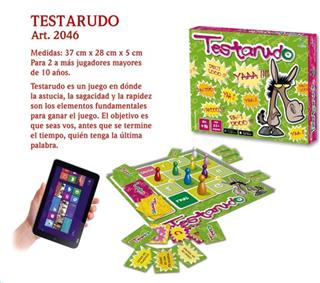 TESTARUDO
Art. 2046
Medidas: 37 cm x 28 cm x 5 cm
Para 2 a más jugadores mayores
de 10 años.
Testarudo es un juego en dónde
la astucia, la sagacidad y la rapidez
son los elementos fundamentales
para ganar el juego. El objetivo es
que seas vos, antes que se termine
el tiempo, quién tenga la última
palabra.
Testarudo
YAAA !!!
Testarudo